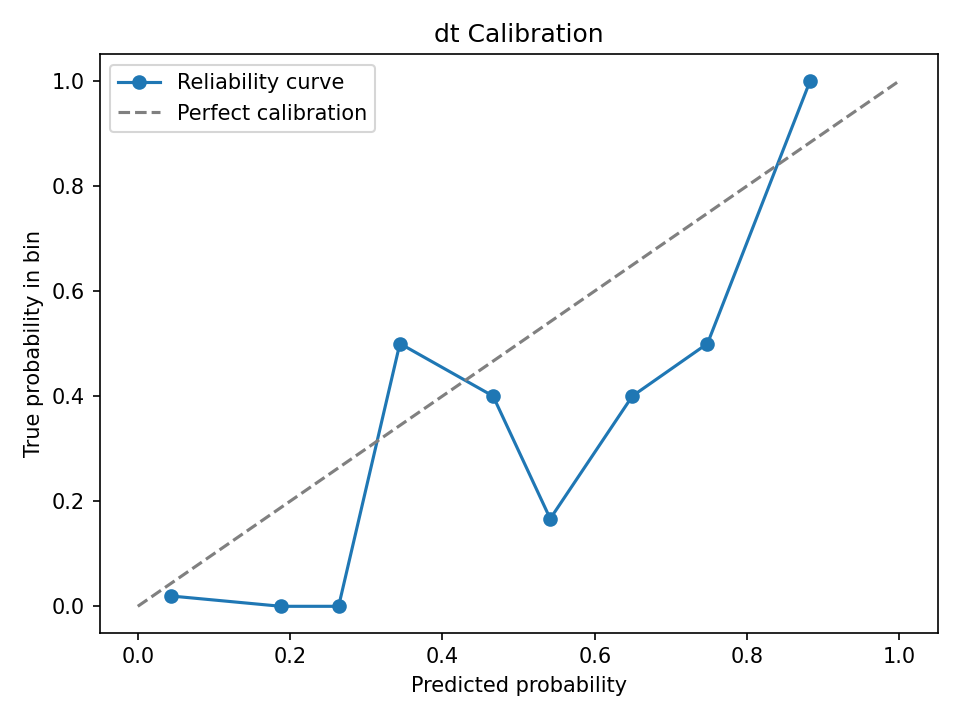 dt Calibration
Reliability curve
Perfect calibration
1.0
0.8
0.6
0.4
0.2
0.0
True probability in bin
0.0 0.2 0.4 0.6 0.8 1.0
Predicted probability